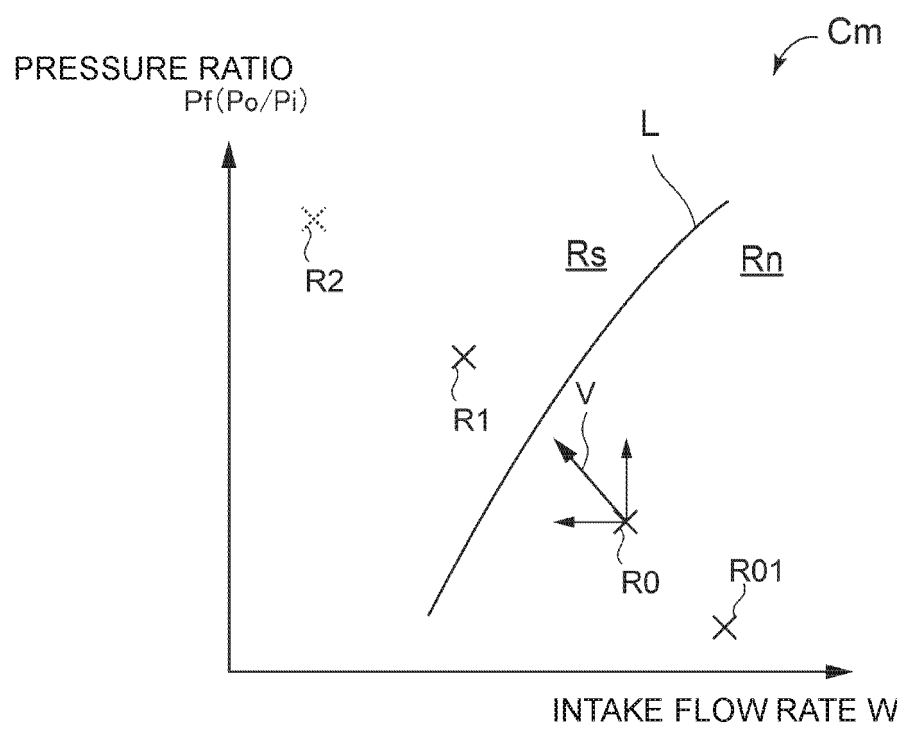 Cm
PRESSURE RATIO
Pf(Po/Pi)
L
Rs
Rn
R2
R1
V
R0
R01
INTAKE FLOW RATE W